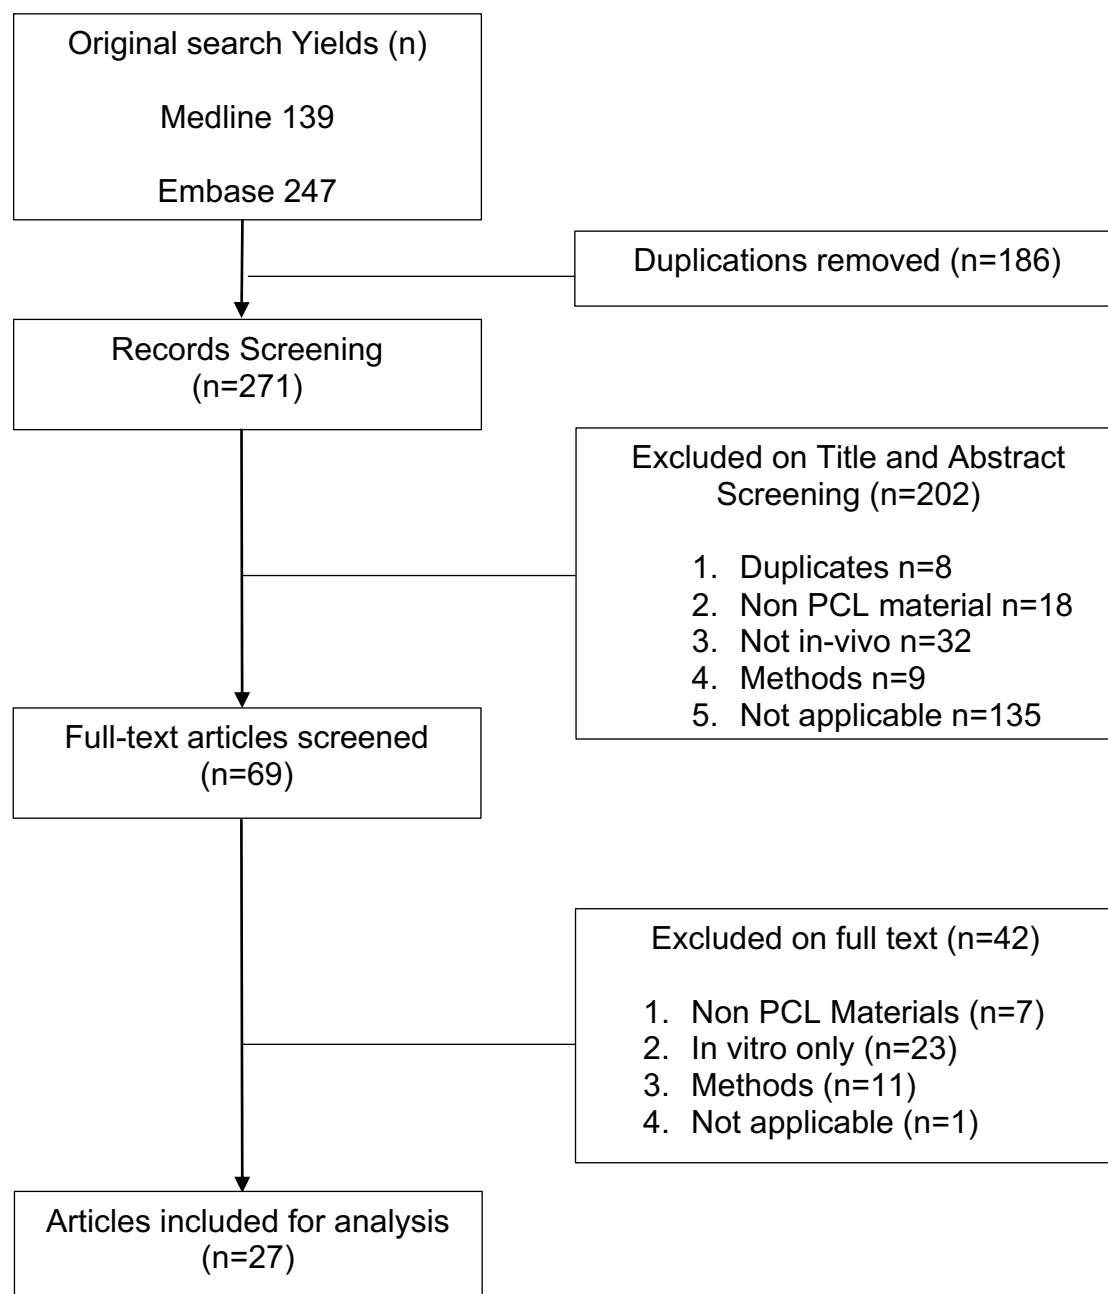 Original search Yields (n)
Medline 139
Embase 247
Duplications removed (n=186)
Records Screening
(n=271)
Excluded on Title and Abstract
Screening (n=202)
1. Duplicates n=8
2. Non PCL material n=18
3. Not in-vivo n=32
4. Methods n=9
5. Not applicable n=135
Full-text articles screened
(n=69)
Excluded on full text (n=42)
1. Non PCL Materials (n=7)
2. In vitro only (n=23)
3. Methods (n=11)
4. Not applicable (n=1)
Articles included for analysis
(n=27)